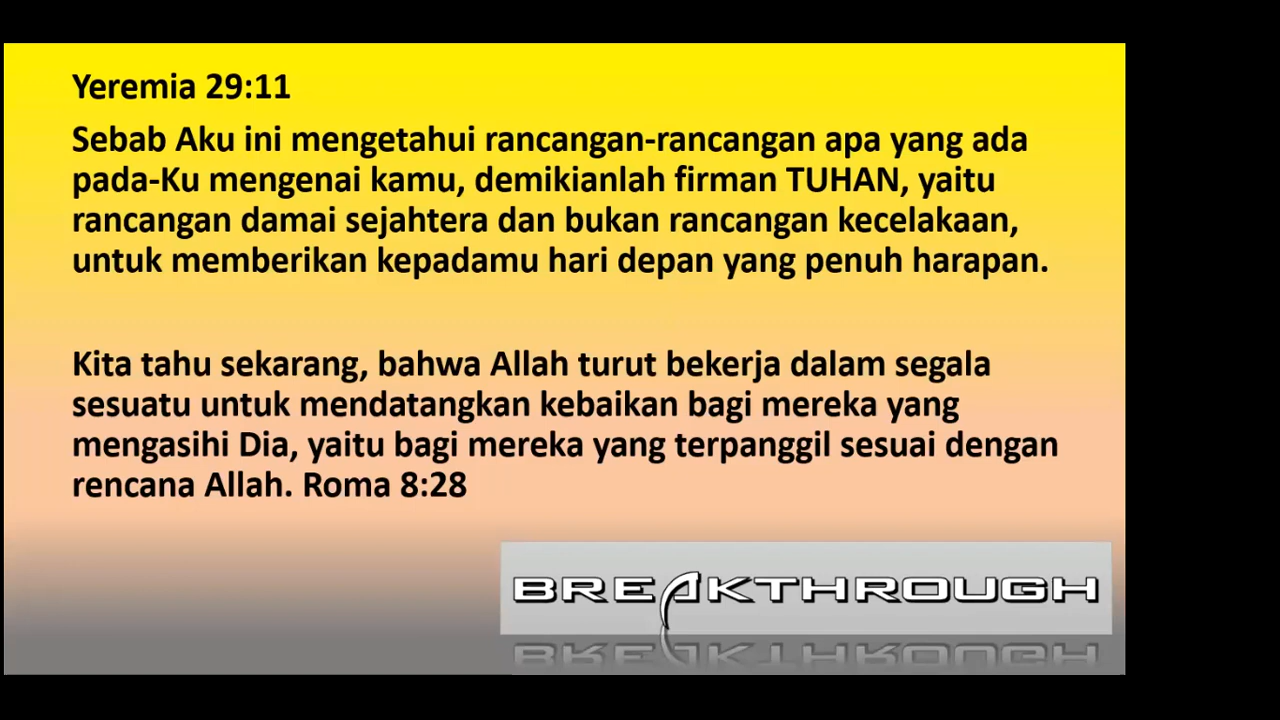 Yeremia 29:11
Sebab Aku ini mengetahui rancangan-rancangan apa yang ada
pada-Ku mengenai kamu, demikianlah firman TUHAN, yaitu
rancangan damai sejahtera dan bukan rancangan kecelakaan,
untuk memberikan kepadamu hari depan yang penuh harapan.
Kita tahu sekarang, bahwa Allah turut bekerja dalam segala
sesuatu untuk mendatangkan kebaikan bagi mereka yang
mengasihi Dia, yaitu bagi mereka yang terpanggil sesuai dengan
rencana Allah. Roma 8:28
BREAKTHROUGH